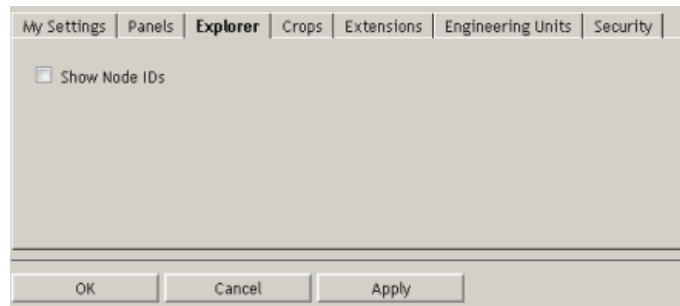 My Settings Panels Explorer Crops Extensions Engineering Units Security
Show Node IDs
OK Cancel Apply